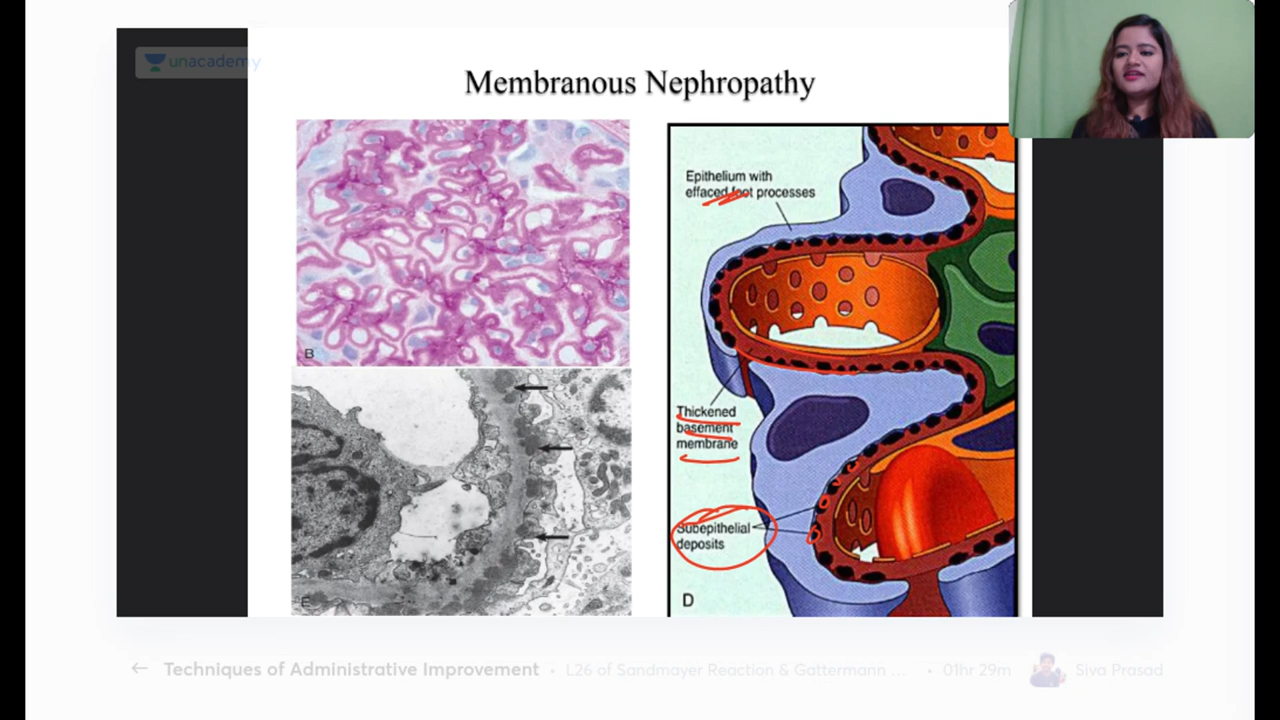 unacademy
Membranous Nephropathy
Epithelium with
effaced foot processes
B
Thickened
basement
membrane
Subepithelial
deposits
E
D
Techniques of Administrative Improvement • L26 of Sandmayer Reaction & Gattermann ... • 01hr 29m Siva Prasad